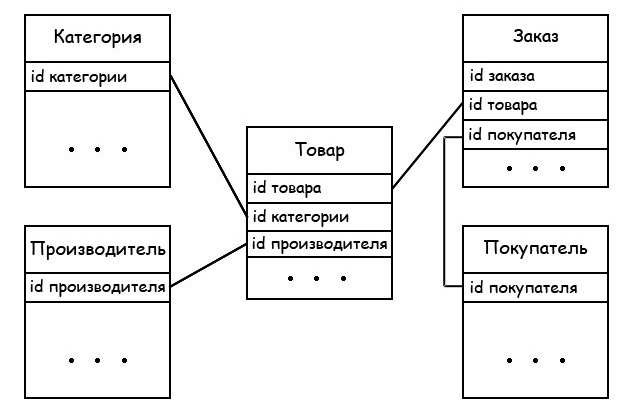 Категория
id категории
. . .
Производитель
id производителя
. . .
Товар
id товара
id категории
id производителя
. . .
Заказ
id заказа
id товара
id покупателя
. . .
Покупатель
id покупателя
. . .